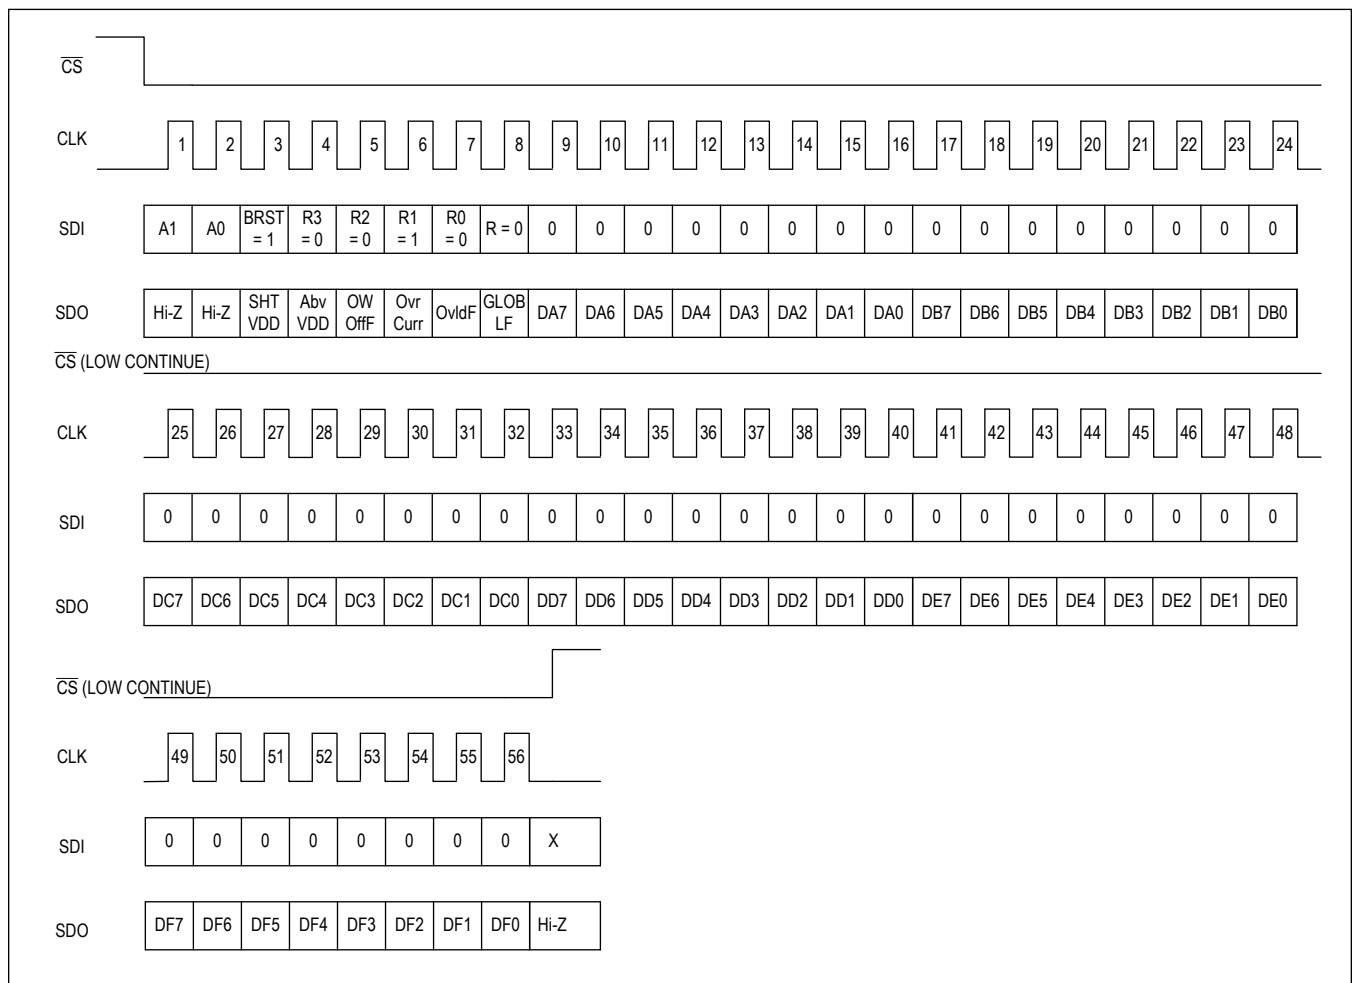 CS
CLK 1 2 3 4 5 6 7 8 9 10 11 12 13 14 15 16 17 18 19 20 21 22 23 24
SDI A1 A0 BRST = 1 R3 = 0 R2 = 0 R1 = 1 R0 = 0 R = 0 0 0 0 0 0 0 0 0 0 0 0 0 0 0 0 0
SDO Hi-Z Hi-Z SHT VDD Abv VDD OW OffF Ovr Curr OvldF GLOB LF DA7 DA6 DA5 DA4 DA3 DA2 DA1 DA0 DB7 DB6 DB5 DB4 DB3 DB2 DB1 DB0
CS (LOW CONTINUE)
CLK 25 26 27 28 29 30 31 32 33 34 35 36 37 38 39 40 41 42 43 44 45 46 47 48
SDI 0 0 0 0 0 0 0 0 0 0 0 0 0 0 0 0 0 0 0 0 0 0 0 0
SDO DC7 DC6 DC5 DC4 DC3 DC2 DC1 DC0 DD7 DD6 DD5 DD4 DD3 DD2 DD1 DD0 DE7 DE6 DE5 DE4 DE3 DE2 DE1 DE0
CS (LOW CONTINUE)
CLK 49 50 51 52 53 54 55 56
SDI 0 0 0 0 0 0 0 0 X
SDO DF7 DF6 DF5 DF4 DF3 DF2 DF1 DF0 Hi-Z